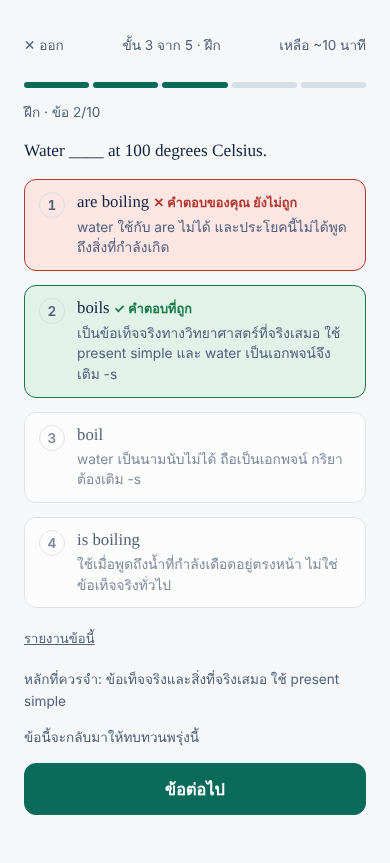 ✕ ออก ขั้น 3 จาก 5 · ฝึก เหลือ ~10 นาที
ฝึก · ข้อ 2/10
Water ____ at 100 degrees Celsius.
1 are boiling ✕ คำตอบของคุณ ยังไม่ถูก
water ใช้กับ are ไม่ได้ และประโยคนี้ไม่ได้พูด
ถึงสิ่งที่กำลังเกิด
2 boils ✓ คำตอบที่ถูก
เป็นข้อเท็จจริงทางวิทยาศาสตร์ที่จริงเสมอ ใช้
present simple และ water เป็นเอกพจน์จึง
เติม -s
3 boil
water เป็นนามนับไม่ได้ ถือเป็นเอกพจน์ กริยา
ต้องเติม -s
4 is boiling
ใช้เมื่อพูดถึงน้ำที่กำลังเดือดอยู่ตรงหน้า ไม่ใช่
ข้อเท็จจริงทั่วไป
รายงานข้อนี้
หลักที่ควรจำ: ข้อเท็จจริงและสิ่งที่จริงเสมอ ใช้ present
simple
ข้อนี้จะกลับมาให้ทบทวนพรุ่งนี้
ข้อต่อไป